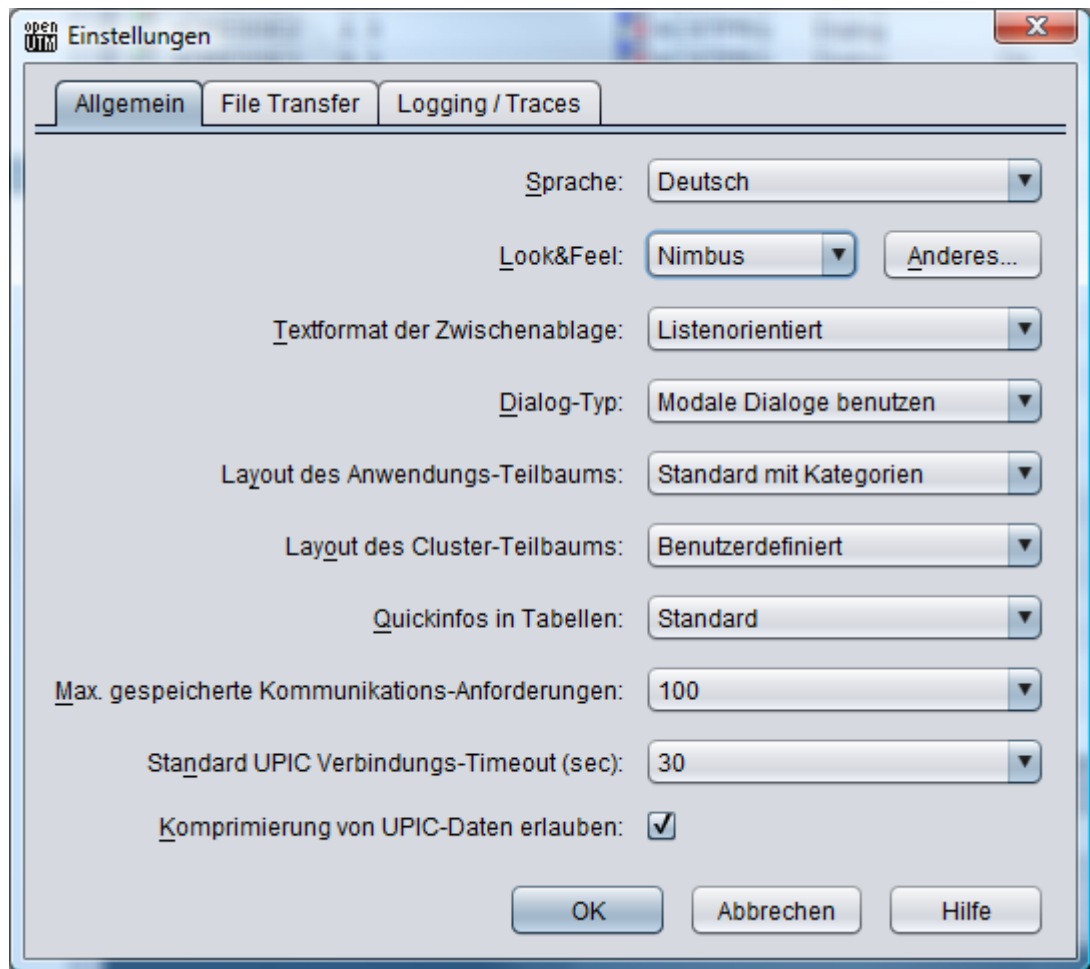 open
UTM
Einstellungen
Allgemein File Transfer Logging / Traces
Sprache: Deutsch
Look&Feel: Nimbus Anderes...
Textformat der Zwischenablage: Listenorientiert
Dialog-Typ: Modale Dialoge benutzen
Layout des Anwendungs-Teilbaums: Standard mit Kategorien
Layout des Cluster-Teilbaums: Benutzerdefiniert
Quickinfos in Tabellen: Standard
Max. gespeicherte Kommunikations-Anforderungen: 100
Standard UPIC Verbindungs-Timeout (sec): 30
Komprimierung von UPIC-Daten erlauben:
OK Abbrechen Hilfe